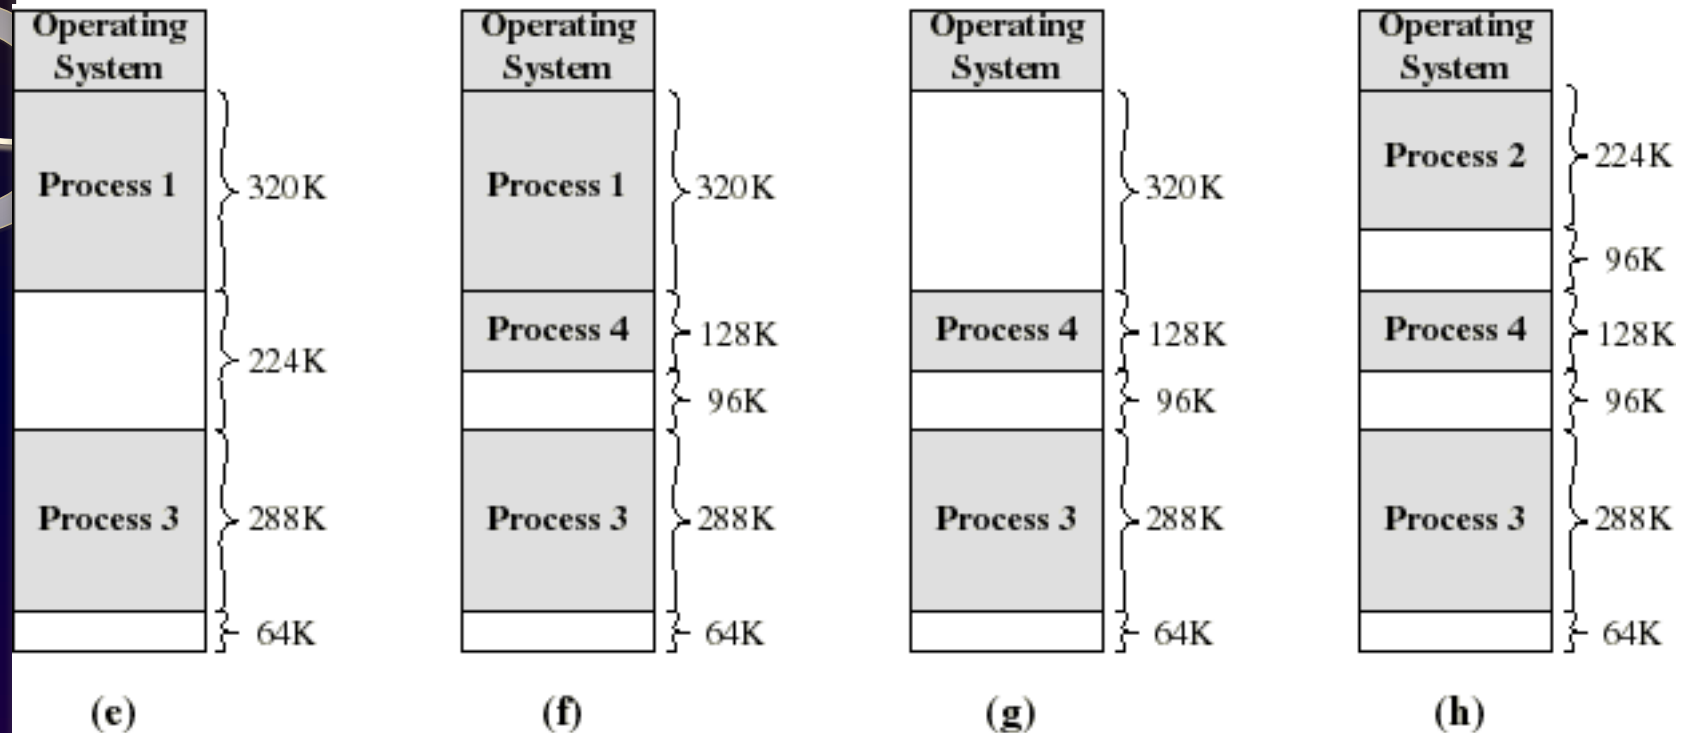 Operating
System
Process 1
320K
224K
Process 3
288K
64K
(e)
Operating
System
Process 1
320K
Process 4
128K
96K
Process 3
288K
64K
(f)
Operating
System
320K
Process 4
128K
96K
Process 3
288K
64K
(g)
Operating
System
Process 2
224K
96K
Process 4
128K
96K
Process 3
288K
64K
(h)